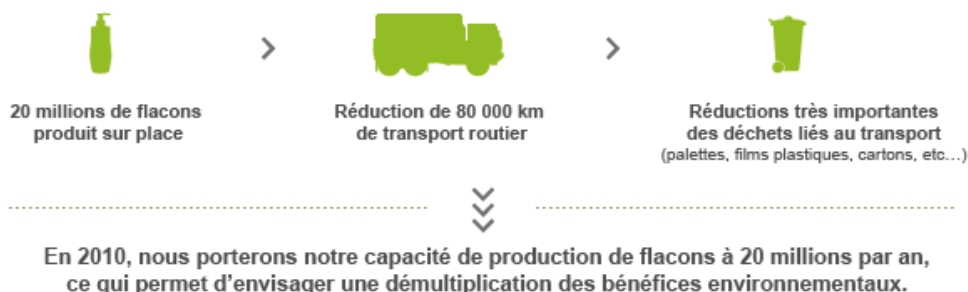 20 millions de flacons
produit sur place
Réduction de 80 000 km
de transport routier
Réductions très importantes
des déchets liés au transport
(palettes, films plastiques, cartons, etc...)
En 2010, nous porterons notre capacité de production de flacons à 20 millions par an,
ce qui permet d'envisager une démultiplication des bénéfices environnementaux.